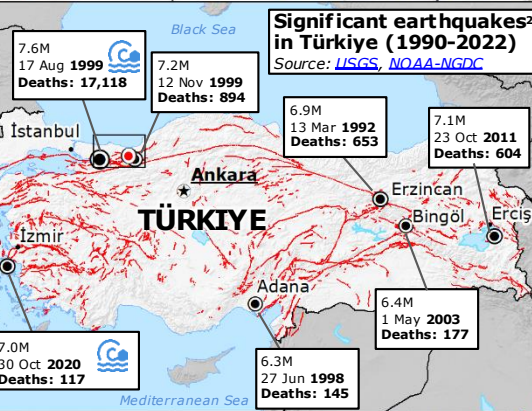 Black Sea
Significant earthquakes²
in Türkiye (1990-2022)
Source: USGS, NOAA-NGDC
7.6M
17 Aug 1999
Deaths: 17,118
7.2M
12 Nov 1999
Deaths: 894
6.9M
13 Mar 1992
Deaths: 653
7.1M
23 Oct 2011
Deaths: 604
İstanbul
Ankara
TÜRKIYE
Erzincan
Bingöl
Erciş
İzmir
Adana
7.0M
30 Oct 2020
Deaths: 117
6.3M
27 Jun 1998
Deaths: 145
6.4M
1 May 2003
Deaths: 177
Mediterranean Sea